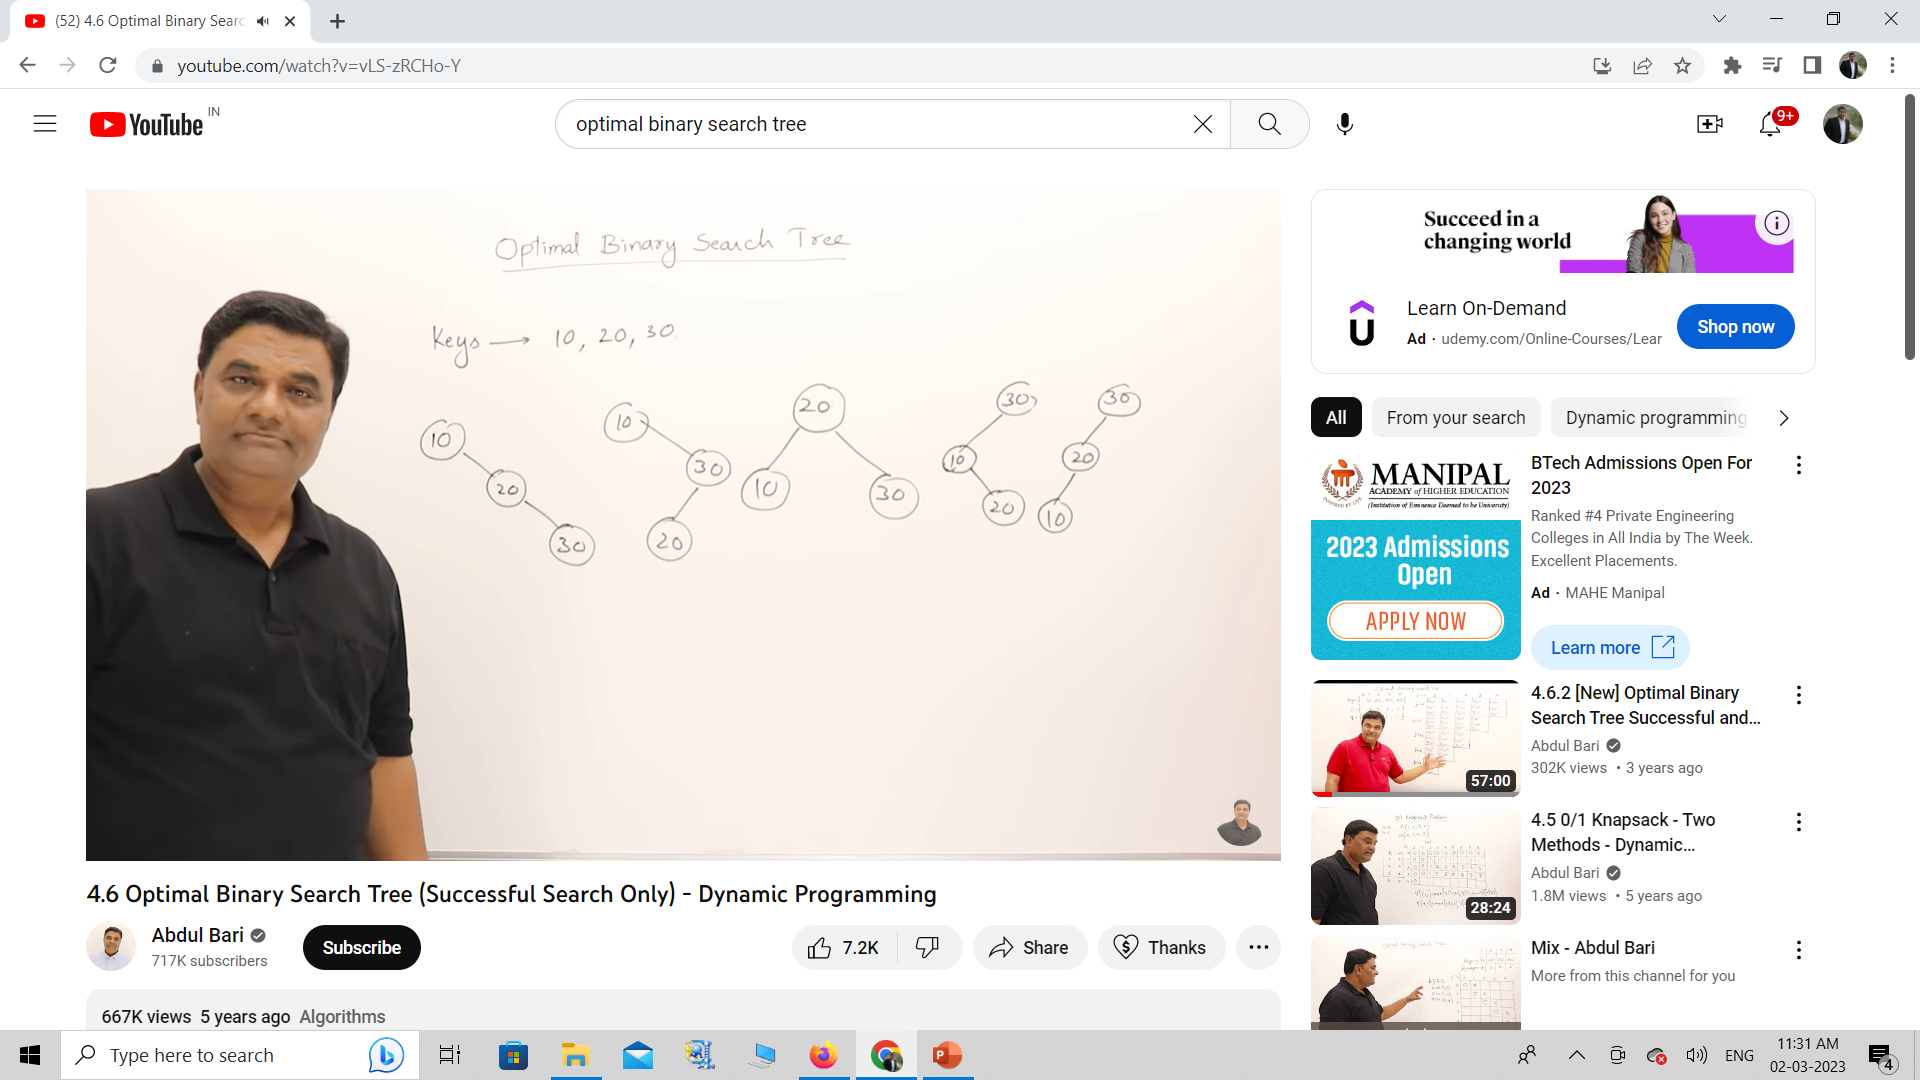 (52) 4.6 Optimal Binary Searc
youtube.com/watch?v=vLS-zRCHo-Y
YouTube IN
optimal binary search tree
9+
Optimal Binary Search Tree
Keys → 10, 20, 30
10
20
30
10
30
20
20
10
30
30
10
20
30
20
10
4.6 Optimal Binary Search Tree (Successful Search Only) - Dynamic Programming
Abdul Bari
717K subscribers
Subscribe
7.2K
Share
Thanks
667K views 5 years ago Algorithms
Succeed in a
changing world
Learn On-Demand
Ad · udemy.com/Online-Courses/Lear
Shop now
All
From your search
Dynamic programming
MANIPAL
ACADEMY of HIGHER EDUCATION
(Institution of Eminence Deemed to be University)
2023 Admissions
Open
APPLY NOW
BTech Admissions Open For
2023
Ranked #4 Private Engineering
Colleges in All India by The Week.
Excellent Placements.
Ad · MAHE Manipal
Learn more
57:00
4.6.2 [New] Optimal Binary
Search Tree Successful and...
Abdul Bari
302K views • 3 years ago
28:24
4.5 0/1 Knapsack - Two
Methods - Dynamic...
Abdul Bari
1.8M views • 5 years ago
Mix - Abdul Bari
More from this channel for you
Type here to search
ENG
11:31 AM
02-03-2023
4